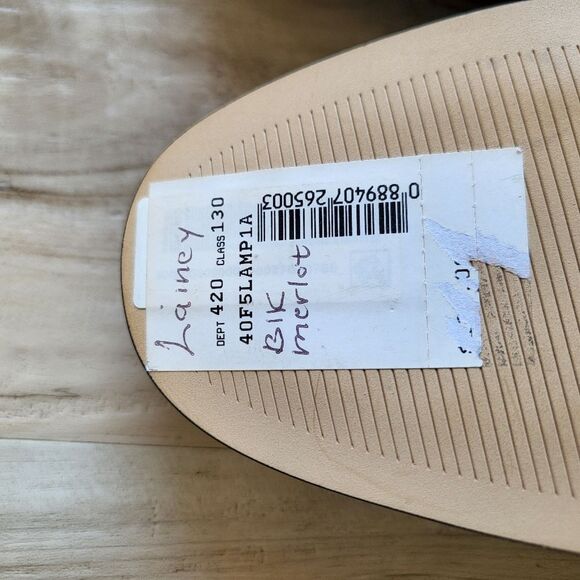 Lainey
DEPT 420 CLASS 130
40F5LAMP1A
0 889407 265003
Blk
merlot